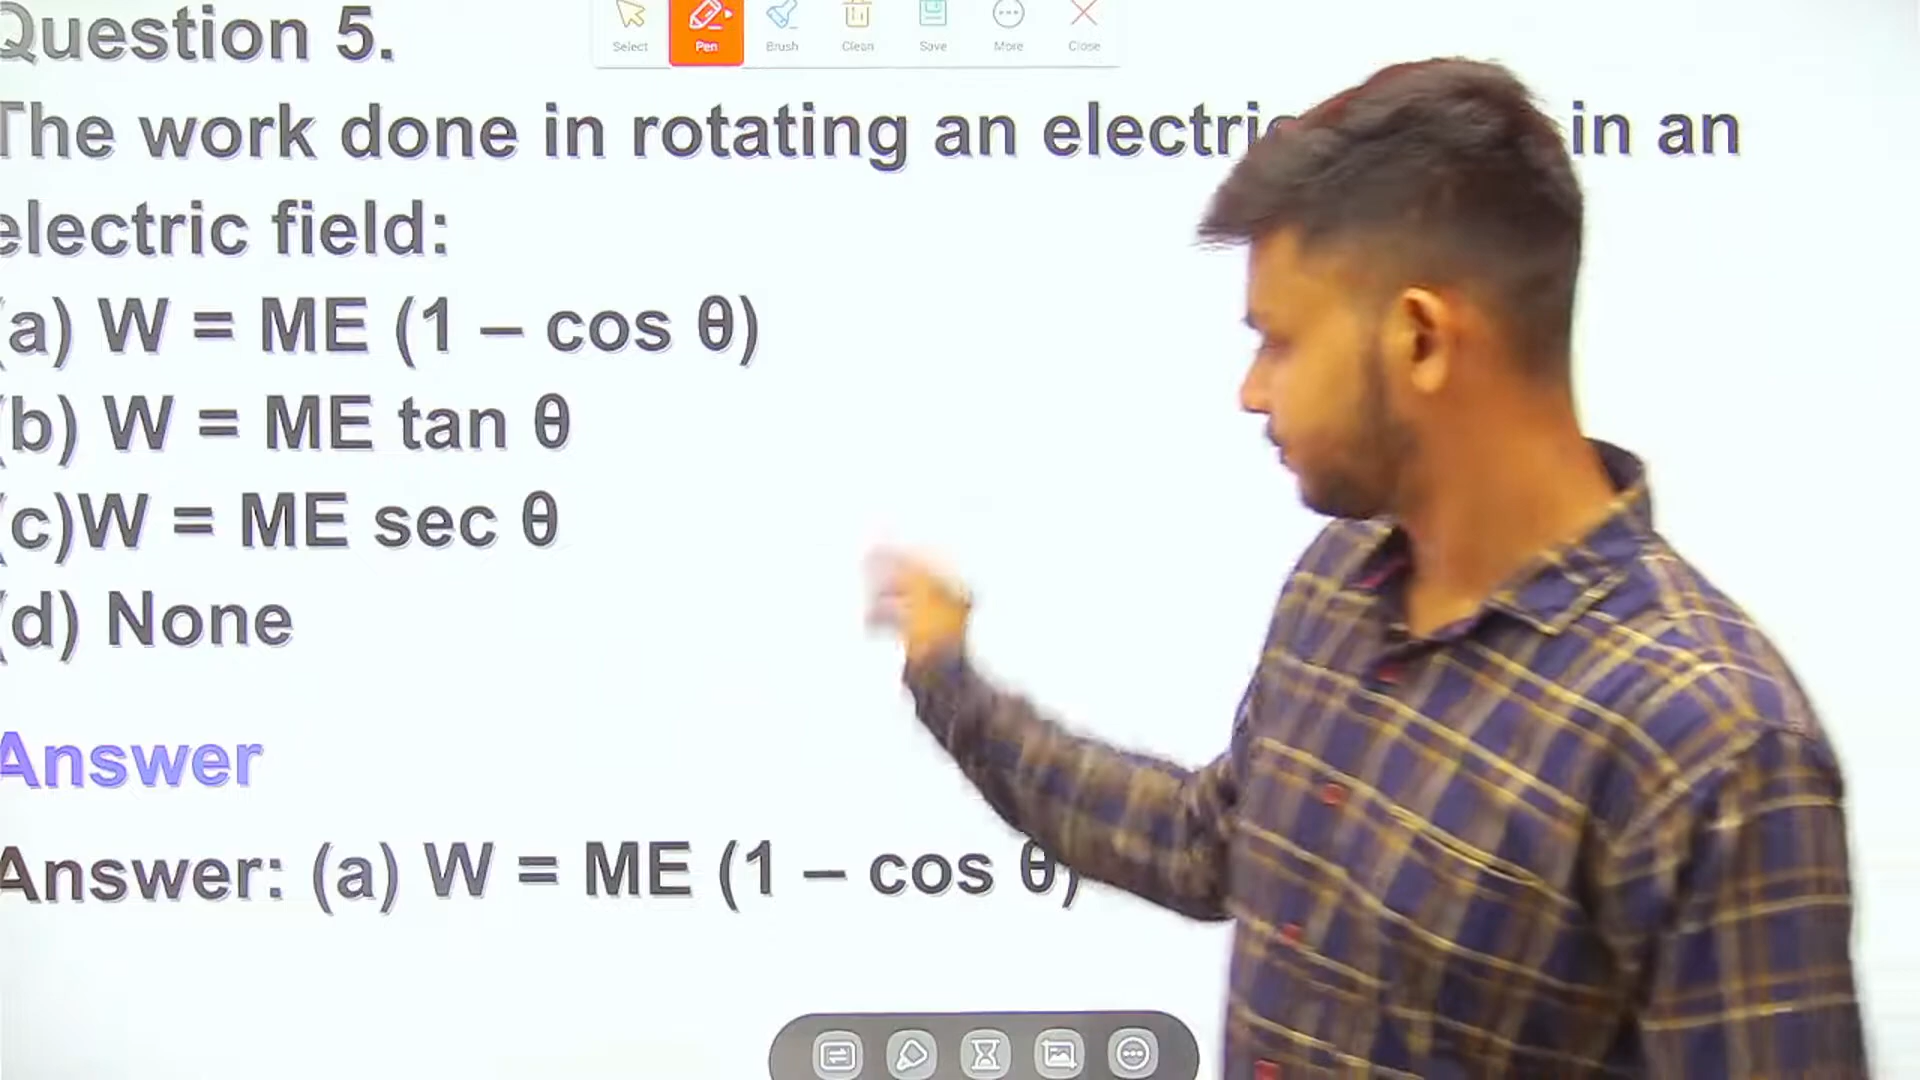 Select Pen Brush Clean Save More Close
Question 5.
The work done in rotating an electric in an
electric field:
(a) W = ME (1 – cos θ)
(b) W = ME tan θ
(c)W = ME sec θ
(d) None
Answer
Answer: (a) W = ME (1 – cos θ)